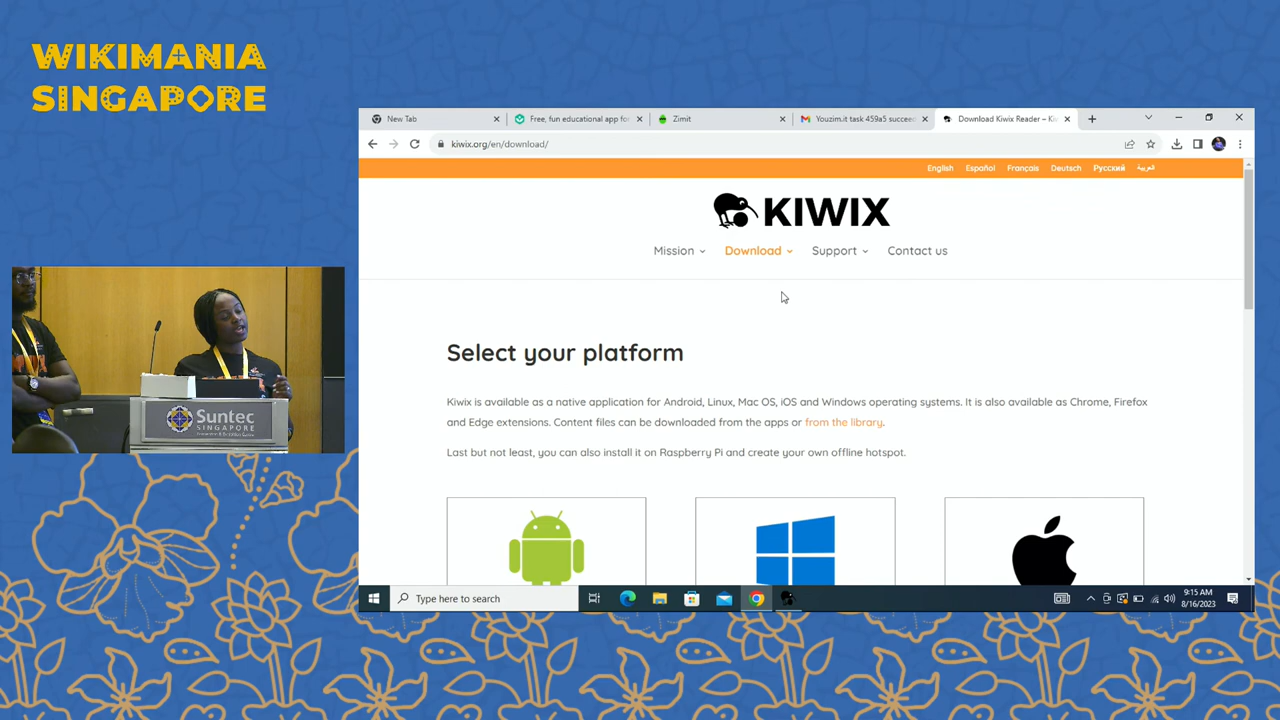 WIKIMANIA
SINGAPORE
New Tab
Free, fun educational app for
Zimit
Youzim.it task 459a5 succeed
Download Kiwix Reader – Ki
kiwix.org/en/download/
English Español Français Deutsch Русский العربية
KIWIX
Mission Download Support Contact us
Select your platform
Kiwix is available as a native application for Android, Linux, Mac OS, iOS and Windows operating systems. It is also available as Chrome, Firefox
and Edge extensions. Content files can be downloaded from the apps or from the library.
Last but not least, you can also install it on Raspberry Pi and create your own offline hotspot.
Suntec
SINGAPORE
Type here to search
9:15 AM
8/16/2023